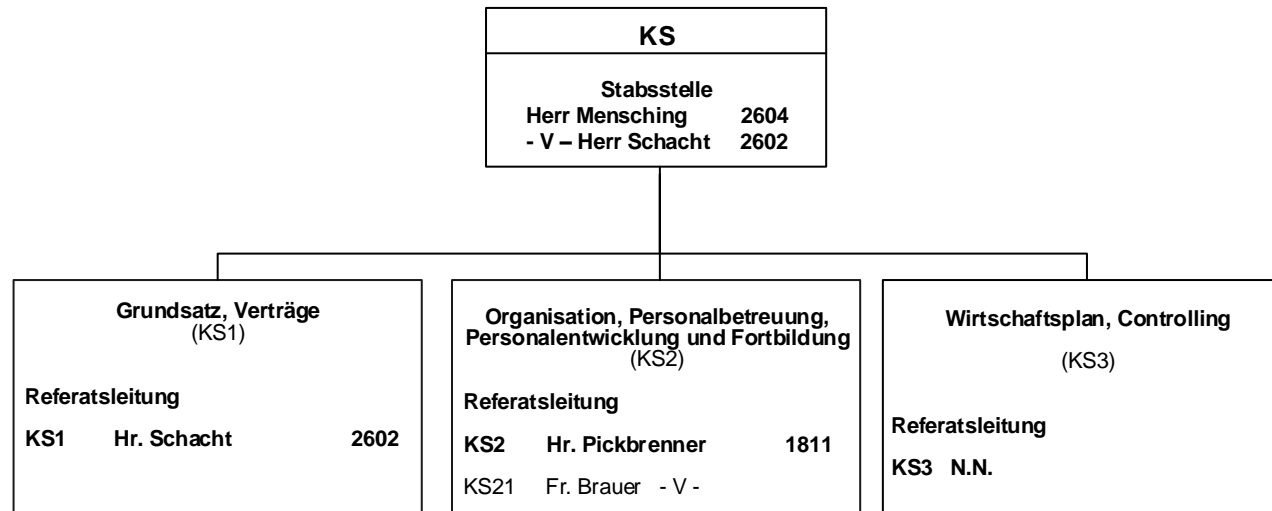 KS
Stabsstelle
Herr Mensching 2604
- V – Herr Schacht 2602
Grundsatz, Verträge
(KS1)
Referatsleitung
KS1 Hr. Schacht 2602
Organisation, Personalbetreuung,
Personalentwicklung und Fortbildung
(KS2)
Referatsleitung
KS2 Hr. Pickbrenner 1811
KS21 Fr. Brauer - V -
Wirtschaftsplan, Controlling
(KS3)
Referatsleitung
KS3 N.N.